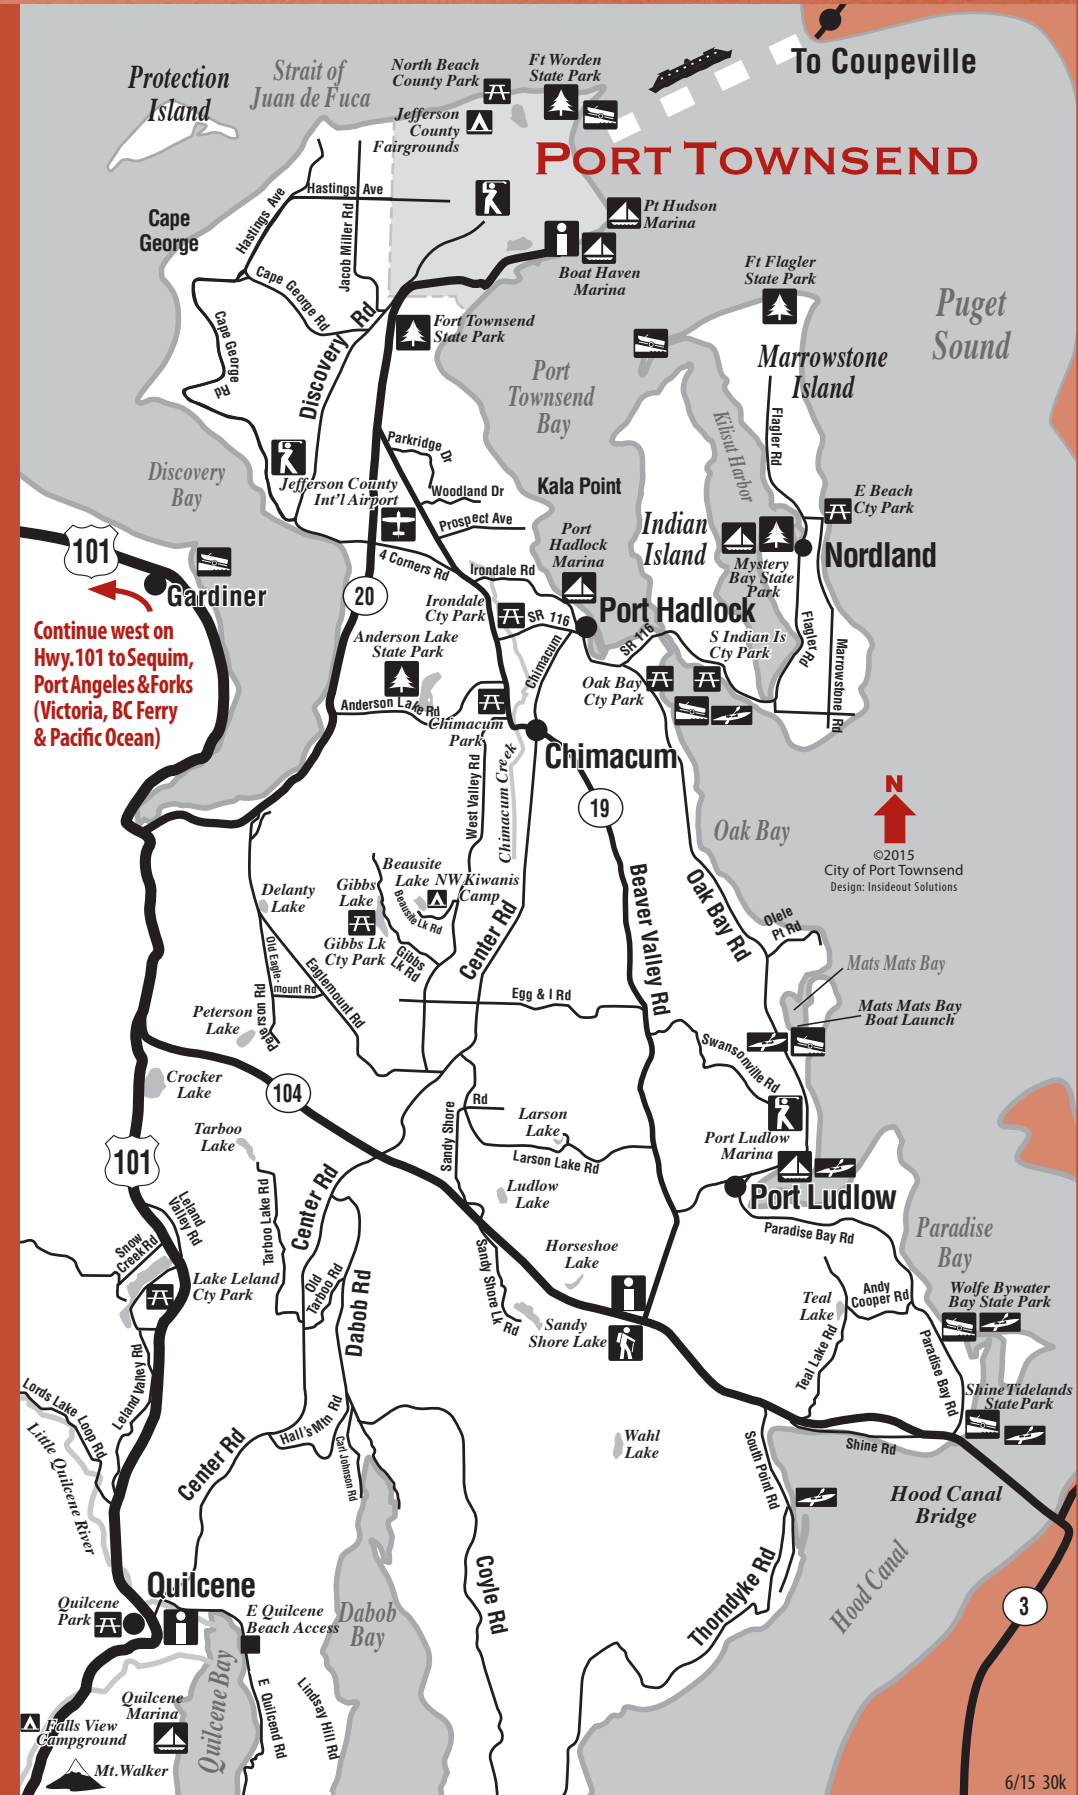 To Coupeville
Protection
Island
Strait of
Juan de Fuca
North Beach
County Park
Ft Worden
State Park
Jefferson
County
Fairgrounds
PORT TOWNSEND
Hastings Ave
Hastings Ave
Jacob Miller Rd
Cape
George
Cape George Rd
Cape George
Rd
Discovery Rd
Pt Hudson
Marina
Boat Haven
Marina
Ft Flagler
State Park
Puget
Sound
Fort Townsend
State Park
Port
Townsend
Bay
Marrowstone
Island
Flagler Rd
Kilisut Harbor
Discovery
Bay
Parkridge Dr
Woodland Dr
Prospect Ave
Jefferson County
Int'l Airport
Kala Point
E Beach
Cty Park
Indian
Island
Port
Hadlock
Marina
Nordland
Mystery
Bay State
Park
101
Gardiner
4 Corners Rd
Irondale Rd
20
Irondale
Cty Park
SR 116
Port Hadlock
SR 116
S Indian Is
Cty Park
Flagler Rd
Marrowstone Rd
Continue west on
Hwy.101 to Sequim,
Port Angeles &Forks
(Victoria, BC Ferry
& Pacific Ocean)
Anderson Lake
State Park
Chimacum
Oak Bay
Cty Park
Anderson Lake Rd
Chimacum
Park
Chimacum
West Valley Rd
Chimacum Creek
19
Oak Bay
N
©2015
City of Port Townsend
Design: Insideout Solutions
Beausite
Lake
NW Kiwanis
Camp
Gibbs
Lake
Delanty
Lake
Beausite Lk Rd
Gibbs Lk
Cty Park
Gibbs
Lk Rd
Center Rd
Beaver Valley Rd
Oak Bay Rd
Olele
Pt Rd
Old Eagle-
mount Rd
Eaglemount Rd
Mats Mats Bay
Egg & I Rd
Mats Mats Bay
Boat Launch
Peterson
Lake
Peterson Rd
Swansonville Rd
Crocker
Lake
104
Sandy Shore
Rd
Larson
Lake
Larson Lake Rd
Tarboo
Lake
Port Ludlow
Marina
101
Ludlow
Lake
Port Ludlow
Leland
Valley Rd
Tarboo Lake Rd
Center Rd
Paradise Bay Rd
Paradise
Bay
Snow
Creek Rd
Sandy Shore Lk Rd
Horseshoe
Lake
Lake Leland
Cty Park
Old
Tarboo Rd
Dabob Rd
Teal
Lake
Andy
Cooper Rd
Wolfe Bywater
Bay State Park
Sandy
Shore Lake
Teal Lake Rd
Paradise Bay Rd
Leland Valley Rd
Lords Lake Loop Rd
Shine Tidelands
State Park
Hall's Mtn Rd
Carl Johnson Rd
Little Quilcene River
Center Rd
Wahl
Lake
South Point Rd
Shine Rd
Hood Canal
Bridge
Hood Canal
Quilcene
Quilcene
Park
E Quilcene
Beach Access
Dabob
Bay
Coyle Rd
Thorndyke Rd
3
Quilcene Bay
E Quilcend Rd
Lindsay Hill Rd
Quilcene
Marina
Falls View
Campground
Mt.Walker
6/15 30k